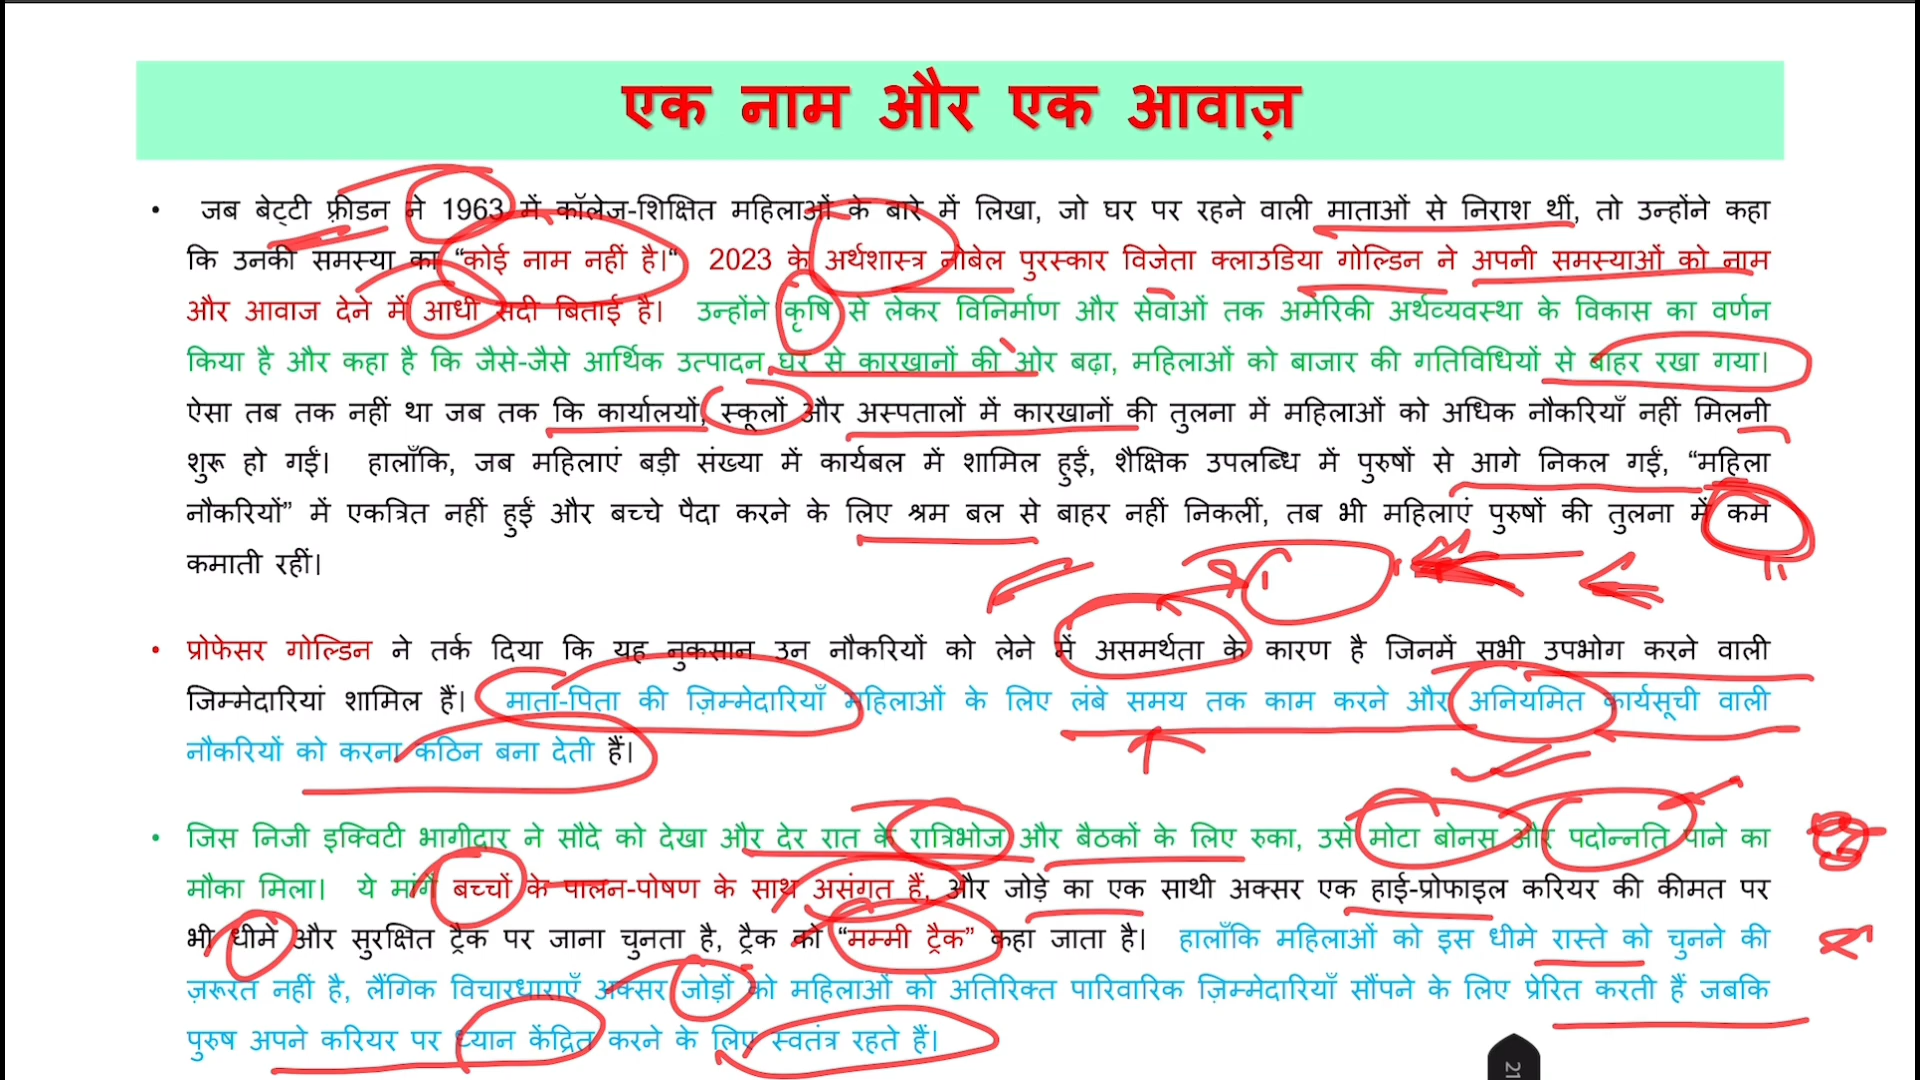 एक नाम और एक आवाज़
• जब बेट्टी फ़्रीडन ने 1963 में कॉलेज-शिक्षित महिलाओं के बारे में लिखा, जो घर पर रहने वाली माताओं से निराश थीं, तो उन्होंने कहा
कि उनकी समस्या का “कोई नाम नहीं है।“ 2023 के अर्थशास्त्र नोबेल पुरस्कार विजेता क्लाउडिया गोल्डिन ने अपनी समस्याओं को नाम
और आवाज देने में आधी सदी बिताई है। उन्होंने कृषि से लेकर विनिर्माण और सेवाओं तक अमेरिकी अर्थव्यवस्था के विकास का वर्णन
किया है और कहा है कि जैसे-जैसे आर्थिक उत्पादन घर से कारखानों की ओर बढ़ा, महिलाओं को बाजार की गतिविधियों से बाहर रखा गया।
ऐसा तब तक नहीं था जब तक कि कार्यालयों, स्कूलों और अस्पतालों में कारखानों की तुलना में महिलाओं को अधिक नौकरियाँ नहीं मिलनी
शुरू हो गईं। हालाँकि, जब महिलाएं बड़ी संख्या में कार्यबल में शामिल हुईं, शैक्षिक उपलब्धि में पुरुषों से आगे निकल गईं, “महिला
नौकरियों” में एकत्रित नहीं हुईं और बच्चे पैदा करने के लिए श्रम बल से बाहर नहीं निकलीं, तब भी महिलाएं पुरुषों की तुलना में कम
कमाती रहीं।
• प्रोफेसर गोल्डिन ने तर्क दिया कि यह नुकसान उन नौकरियों को लेने में असमर्थता के कारण है जिनमें सभी उपभोग करने वाली
जिम्मेदारियां शामिल हैं। माता-पिता की ज़िम्मेदारियाँ महिलाओं के लिए लंबे समय तक काम करने और अनियमित कार्यसूची वाली
नौकरियों को करना कठिन बना देती हैं।
• जिस निजी इक्विटी भागीदार ने सौदे को देखा और देर रात के रात्रिभोज और बैठकों के लिए रुका, उसे मोटा बोनस और पदोन्नति पाने का
मौका मिला। ये मांगें बच्चों के पालन-पोषण के साथ असंगत हैं, और जोड़े का एक साथी अक्सर एक हाई-प्रोफाइल करियर की कीमत पर
भी धीमे और सुरक्षित ट्रैक पर जाना चुनता है, ट्रैक को “मम्मी ट्रैक” कहा जाता है। हालाँकि महिलाओं को इस धीमे रास्ते को चुनने की
ज़रूरत नहीं है, लैंगिक विचारधाराएँ अक्सर जोड़ों को महिलाओं को अतिरिक्त पारिवारिक ज़िम्मेदारियाँ सौंपने के लिए प्रेरित करती हैं जबकि
पुरुष अपने करियर पर ध्यान केंद्रित करने के लिए स्वतंत्र रहते हैं।
21